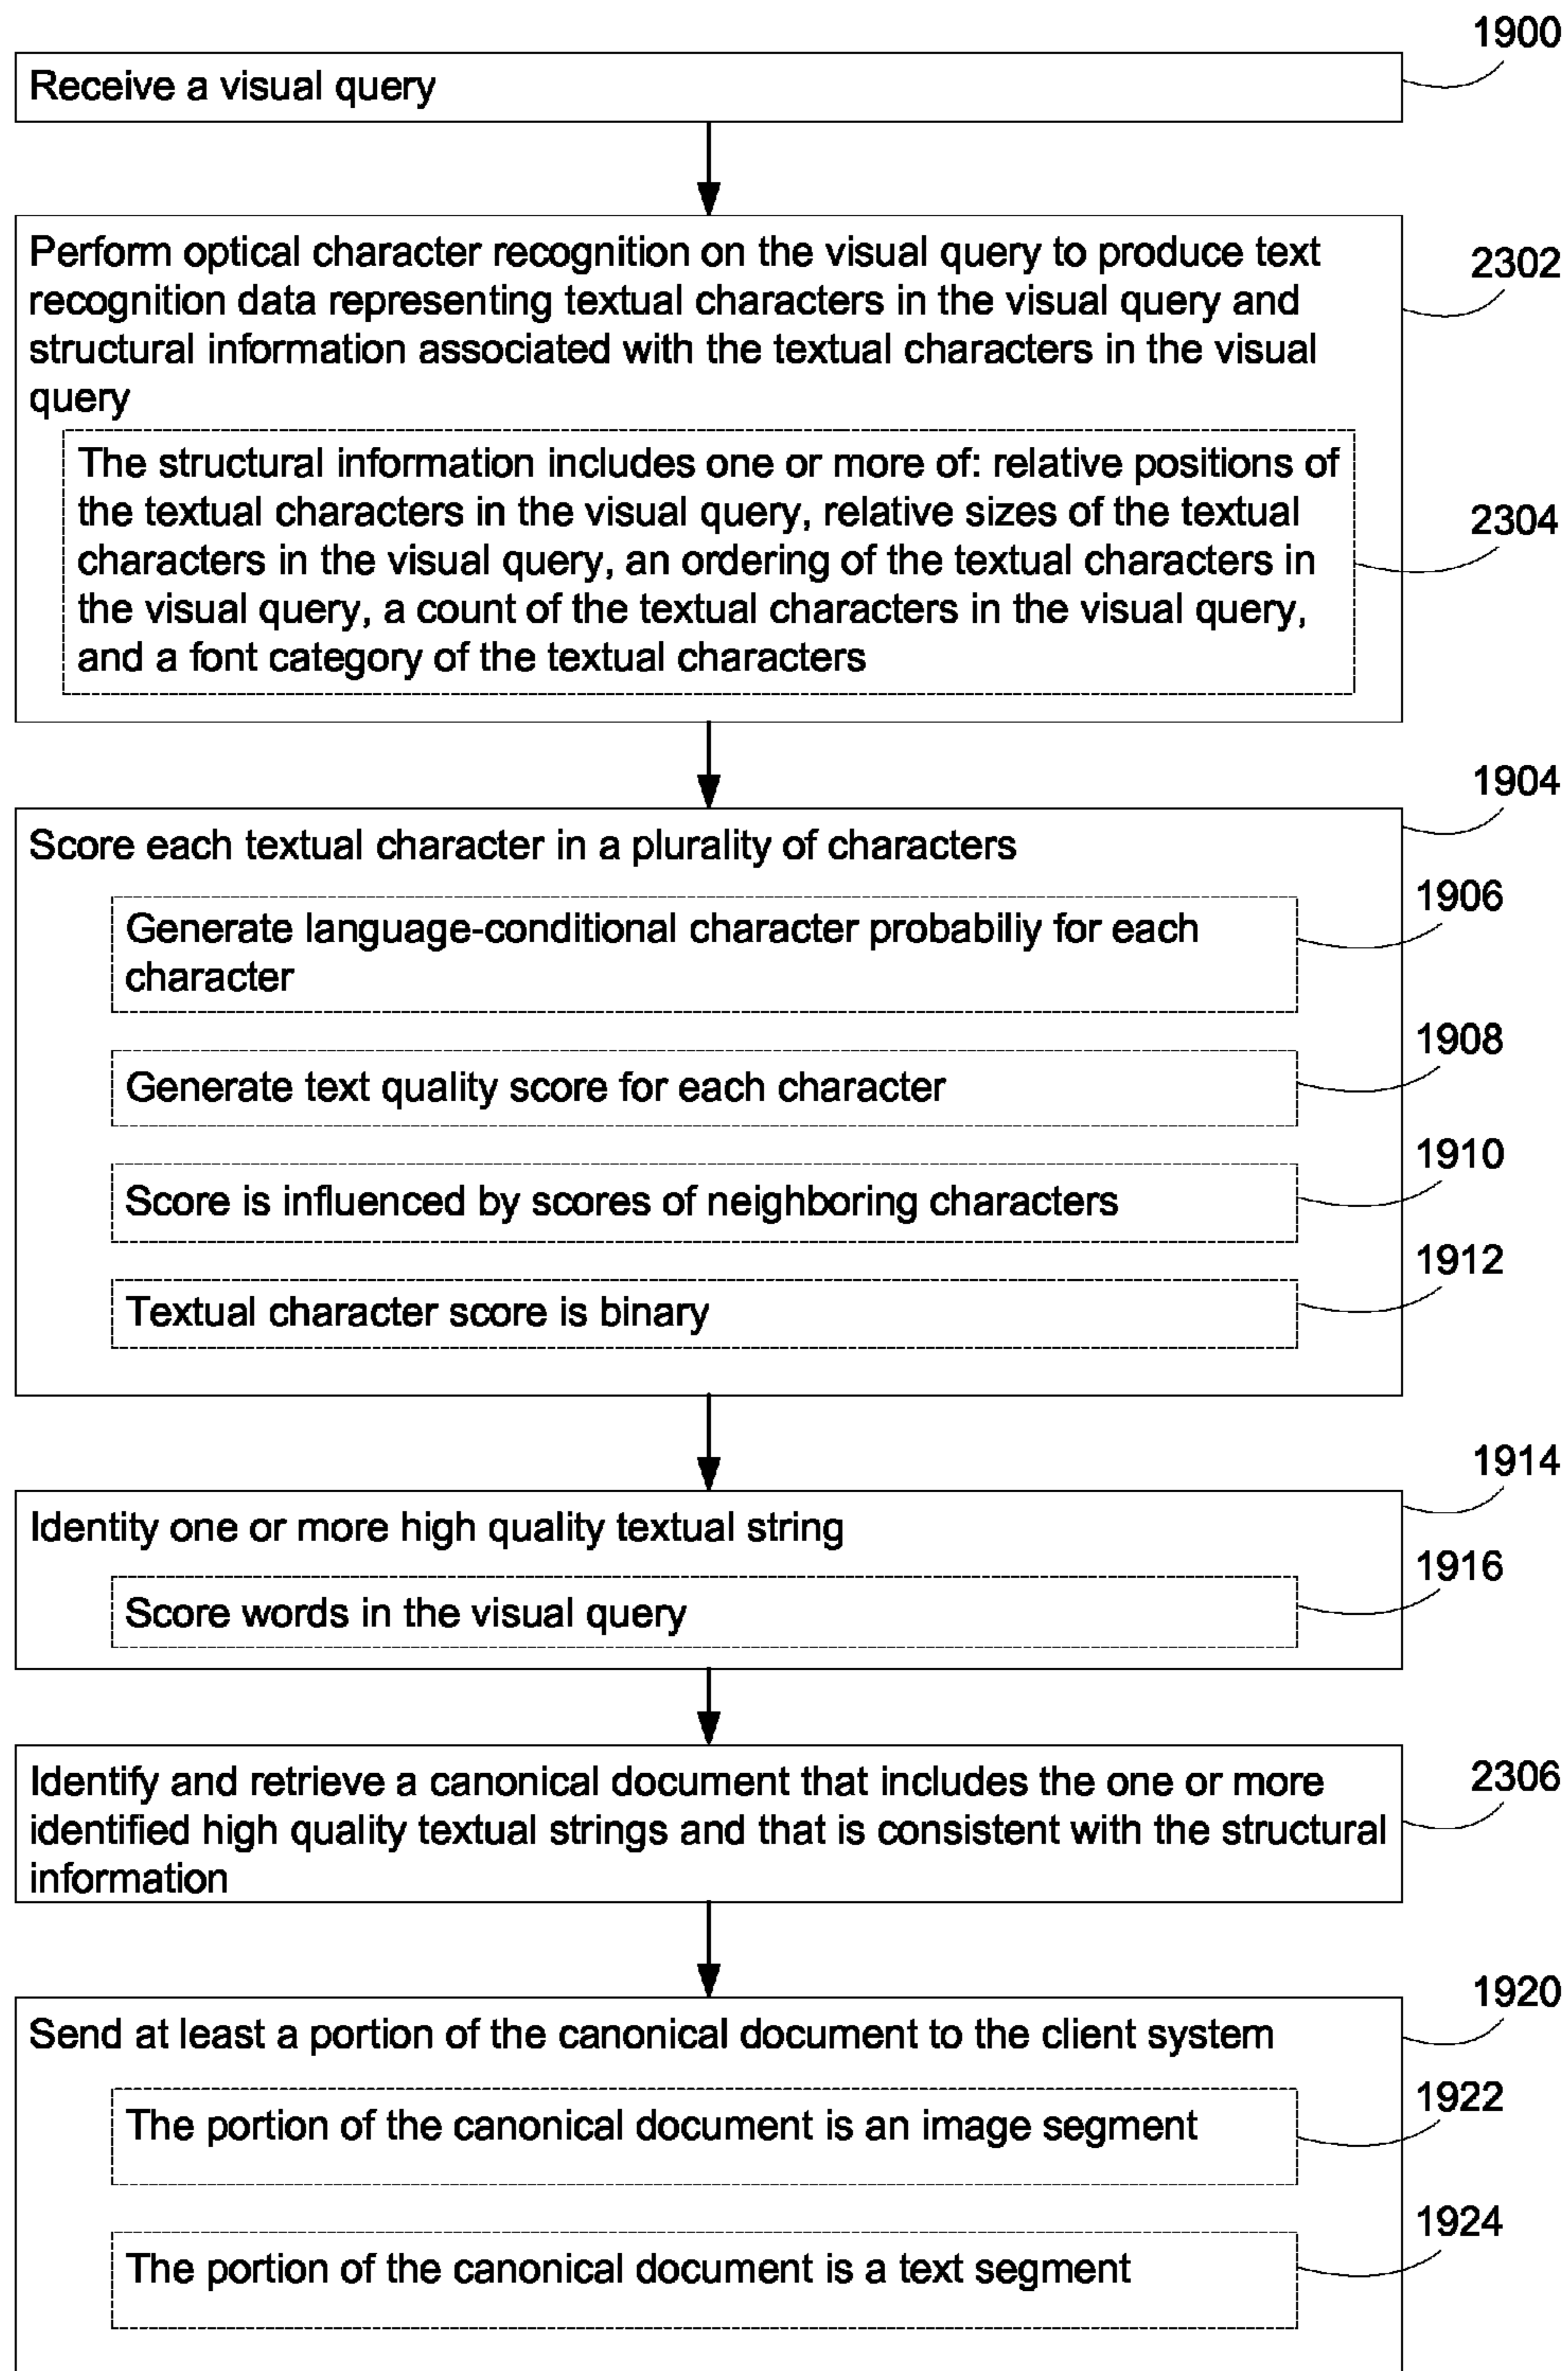 1900
Receive a visual query
Perform optical character recognition on the visual query to produce text
recognition data representing textual characters in the visual query and
structural information associated with the textual characters in the visual
query
2302
The structural information includes one or more of: relative positions of
the textual characters in the visual query, relative sizes of the textual
characters in the visual query, an ordering of the textual characters in
the visual query, a count of the textual characters in the visual query,
and a font category of the textual characters
2304
1904
Score each textual character in a plurality of characters
1906
Generate language-conditional character probabiliy for each
character
1908
Generate text quality score for each character
1910
Score is influenced by scores of neighboring characters
1912
Textual character score is binary
1914
Identity one or more high quality textual string
1916
Score words in the visual query
2306
Identify and retrieve a canonical document that includes the one or more
identified high quality textual strings and that is consistent with the structural
information
1920
Send at least a portion of the canonical document to the client system
1922
The portion of the canonical document is an image segment
1924
The portion of the canonical document is a text segment